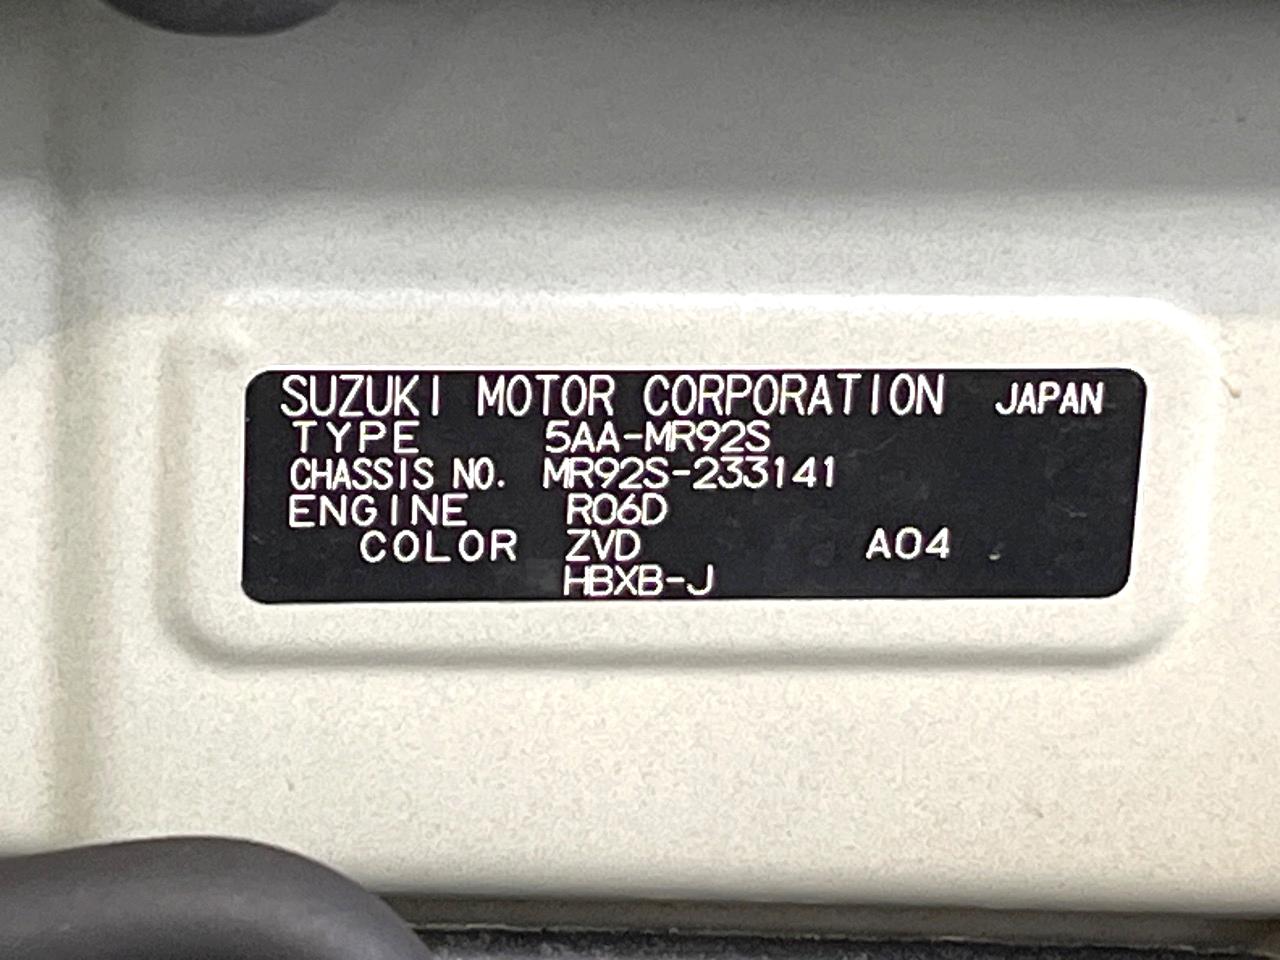 SUZUKI MOTOR CORPORATION JAPAN
TYPE 5AA-MR92S
CHASSIS NO. MR92S-233141
ENGINE R06D
COLOR ZVD A04
HBXB-J